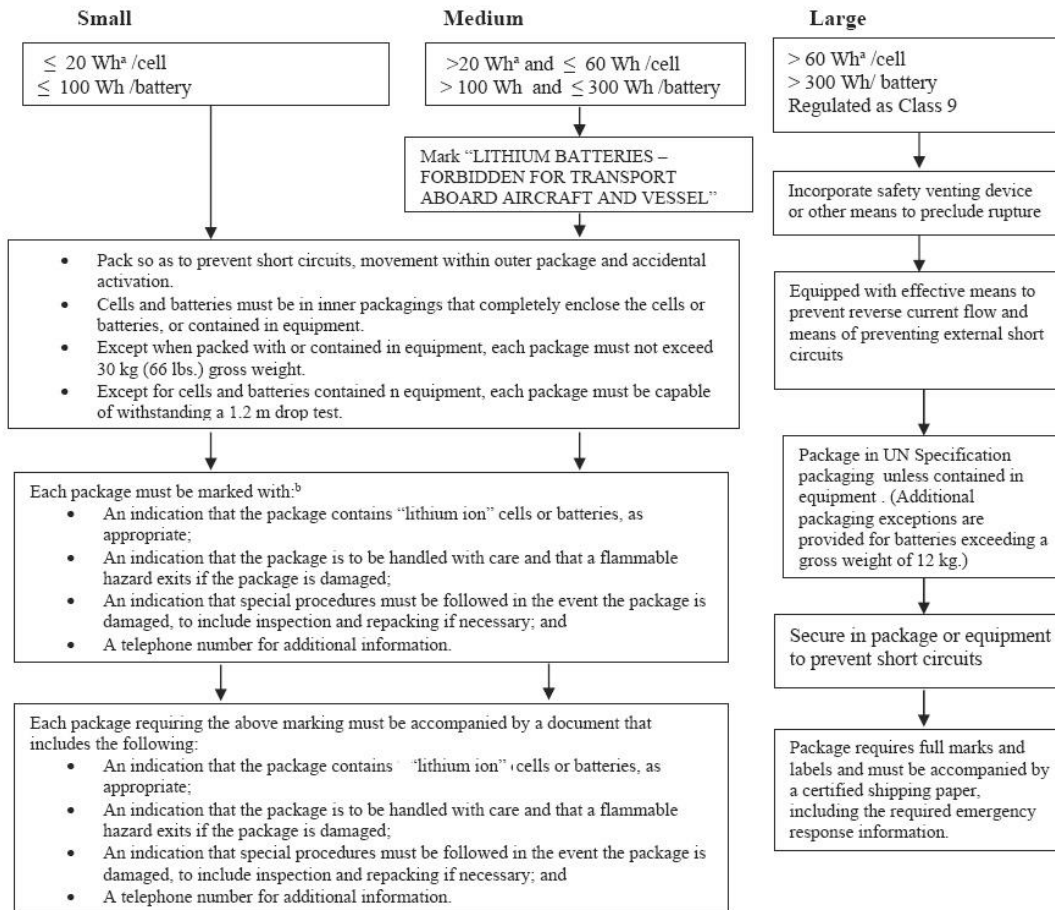 Small
Medium
Large
≤ 20 Whᵃ /cell
≤ 100 Wh /battery
>20 Whᵃ and ≤ 60 Wh /cell
> 100 Wh and ≤ 300 Wh /battery
> 60 Whᵃ /cell
> 300 Wh/ battery
Regulated as Class 9
Mark “LITHIUM BATTERIES –
FORBIDDEN FOR TRANSPORT
ABOARD AIRCRAFT AND VESSEL”
Incorporate safety venting device
or other means to preclude rupture
• Pack so as to prevent short circuits, movement within outer package and accidental
activation.
• Cells and batteries must be in inner packagings that completely enclose the cells or
batteries, or contained in equipment.
• Except when packed with or contained in equipment, each package must not exceed
30 kg (66 lbs.) gross weight.
• Except for cells and batteries contained n equipment, each package must be capable
of withstanding a 1.2 m drop test.
Equipped with effective means to
prevent reverse current flow and
means of preventing external short
circuits
Each package must be marked with:ᵇ
• An indication that the package contains “lithium ion” cells or batteries, as
appropriate;
• An indication that the package is to be handled with care and that a flammable
hazard exits if the package is damaged;
• An indication that special procedures must be followed in the event the package is
damaged, to include inspection and repacking if necessary; and
• A telephone number for additional information.
Package in UN Specification
packaging unless contained in
equipment . (Additional
packaging exceptions are
provided for batteries exceeding a
gross weight of 12 kg.)
Secure in package or equipment
to prevent short circuits
Each package requiring the above marking must be accompanied by a document that
includes the following:
• An indication that the package contains “lithium ion” cells or batteries, as
appropriate;
• An indication that the package is to be handled with care and that a flammable
hazard exits if the package is damaged;
• An indication that special procedures must be followed in the event the package is
damaged, to include inspection and repacking if necessary; and
• A telephone number for additional information.
Package requires full marks and
labels and must be accompanied by
a certified shipping paper,
including the required emergency
response information.